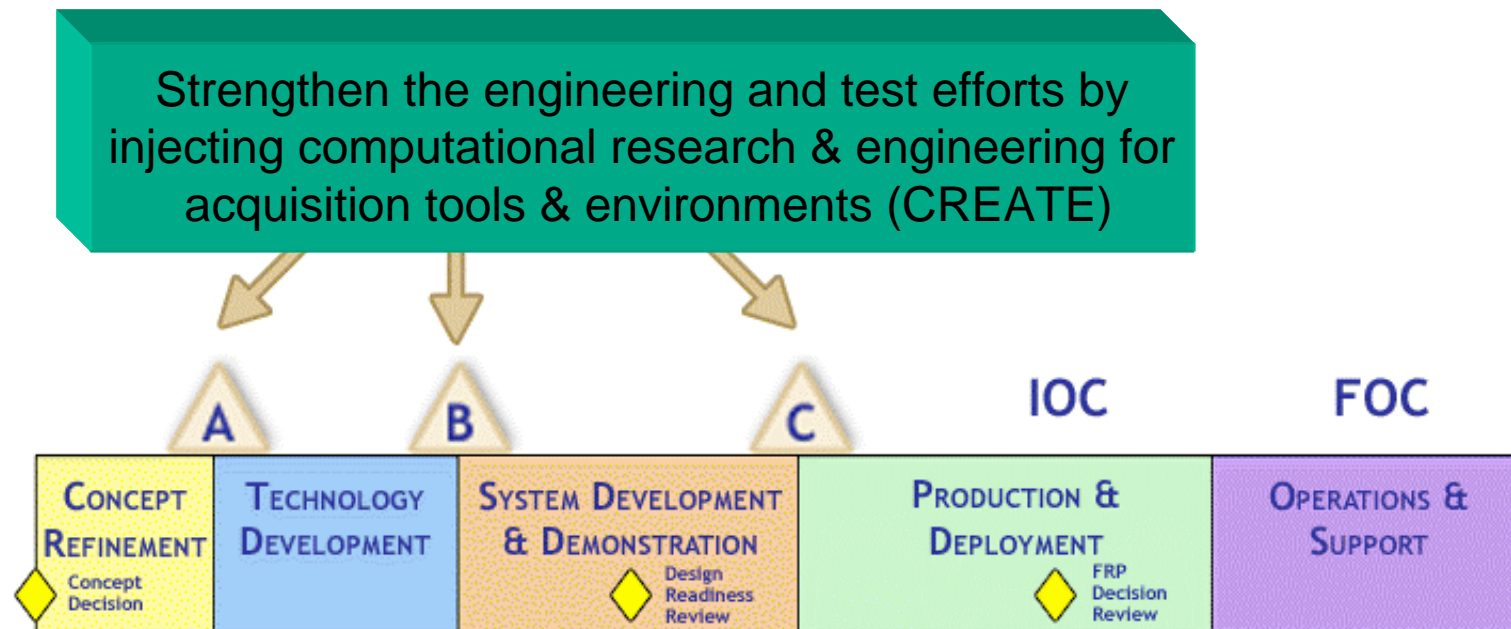 Strengthen the engineering and test efforts by
injecting computational research & engineering for
acquisition tools & environments (CREATE)
A
B
C
IOC
FOC
CONCEPT
REFINEMENT
Concept
Decision
TECHNOLOGY
DEVELOPMENT
SYSTEM DEVELOPMENT
& DEMONSTRATION
Design
Readiness
Review
PRODUCTION &
DEPLOYMENT
FRP
Decision
Review
OPERATIONS &
SUPPORT